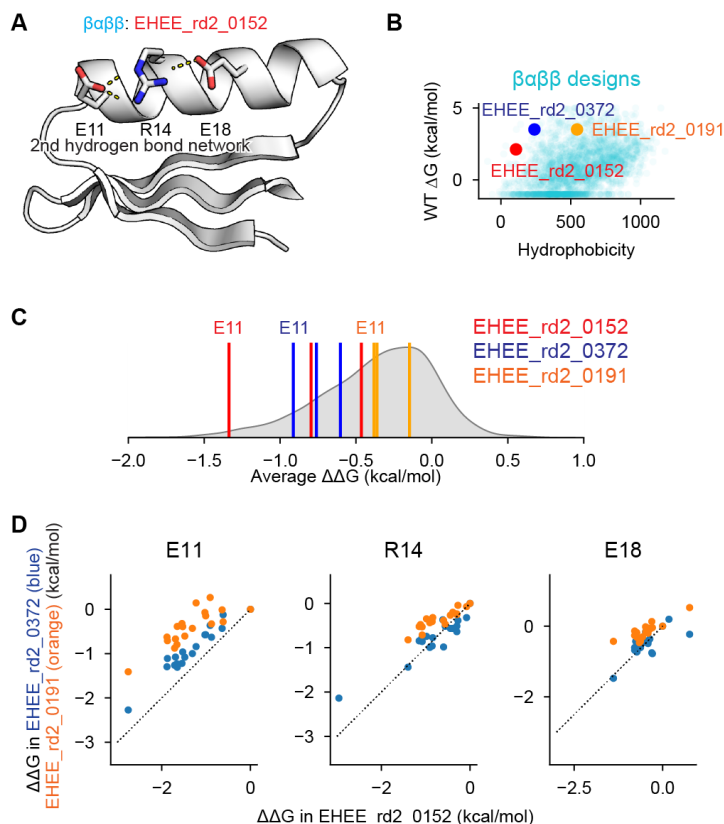 A
βαββ: EHEE_rd2_0152
E11 R14 E18
2nd hydrogen bond network
B
βαββ designs
WT ΔG (kcal/mol)
5
0
EHEE_rd2_0372
EHEE_rd2_0191
EHEE_rd2_0152
0 500 1000
Hydrophobicity
C
E11 E11 E11
EHEE_rd2_0152
EHEE_rd2_0372
EHEE_rd2_0191
−2.0 −1.5 −1.0 −0.5 0.0 0.5 1.0
Average ΔΔG (kcal/mol)
D
ΔΔG in EHEE_rd2_0372 (blue)
EHEE_rd2_0191 (orange) (kcal/mol)
E11 R14 E18
0
−1
−2
−3
−2 0
0
−1
−2
−3
−2 0
0
−2
−2.5 0.0
ΔΔG in EHEE_rd2_0152 (kcal/mol)